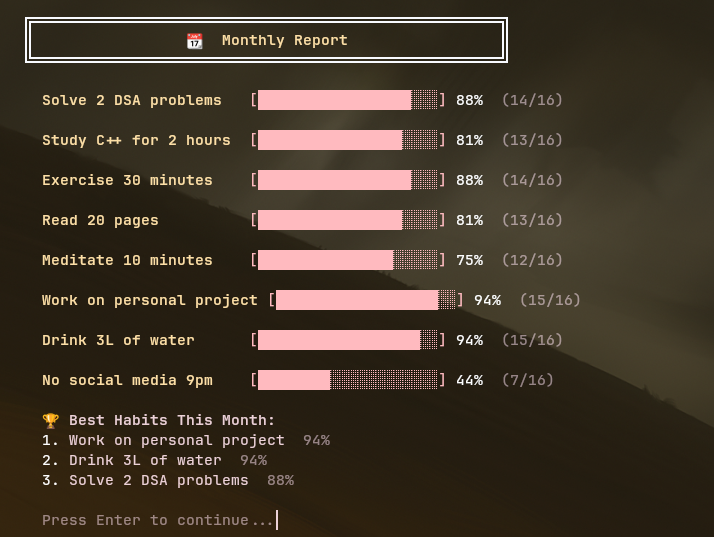 📆 Monthly Report
Solve 2 DSA problems [] 88% (14/16)
Study C++ for 2 hours [] 81% (13/16)
Exercise 30 minutes [] 88% (14/16)
Read 20 pages [] 81% (13/16)
Meditate 10 minutes [] 75% (12/16)
Work on personal project [] 94% (15/16)
Drink 3L of water [] 94% (15/16)
No social media 9pm [] 44% (7/16)
🏆 Best Habits This Month:
1. Work on personal project 94%
2. Drink 3L of water 94%
3. Solve 2 DSA problems 88%
Press Enter to continue...